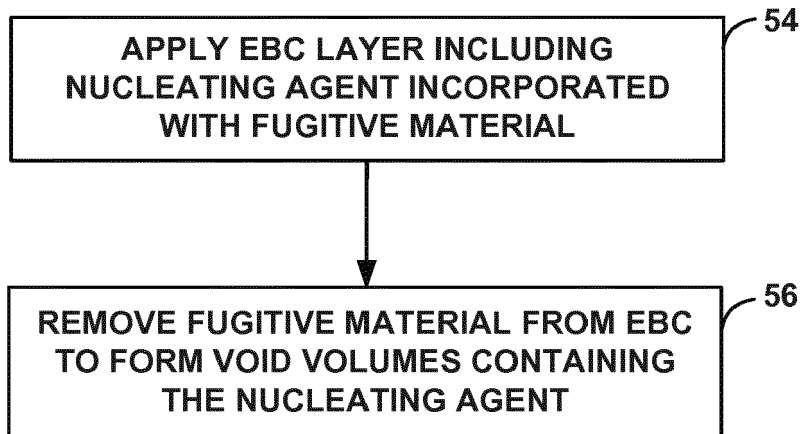 54
APPLY EBC LAYER INCLUDING
NUCLEATING AGENT INCORPORATED
WITH FUGITIVE MATERIAL
56
REMOVE FUGITIVE MATERIAL FROM EBC
TO FORM VOID VOLUMES CONTAINING
THE NUCLEATING AGENT